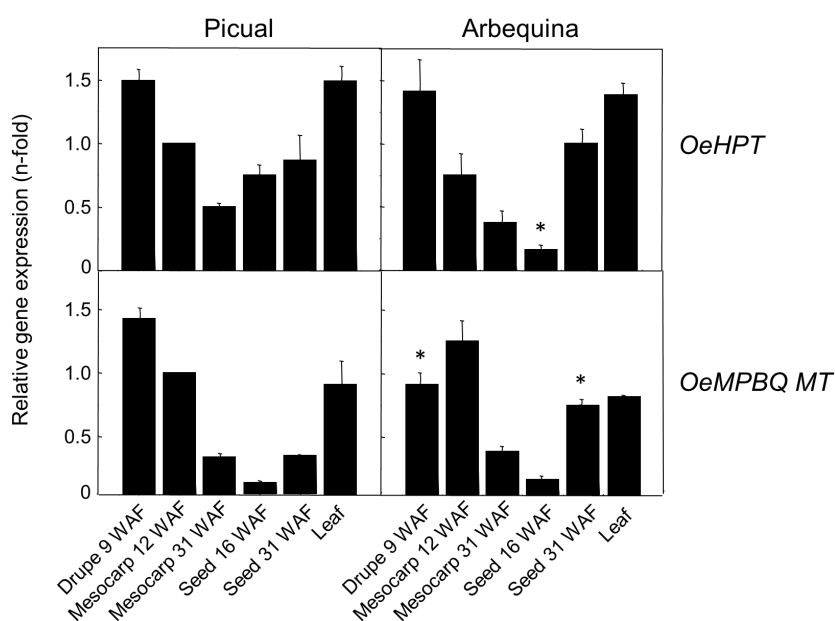 Picual
Arbequina
Relative gene expression (n-fold)
1.5
1.0
0.5
0
*
OeHPT
1.5
1.0
0.5
0
*
*
OeMPBQ MT
Drupe 9 WAF
Mesocarp 12 WAF
Mesocarp 31 WAF
Seed 16 WAF
Seed 31 WAF
Leaf
Drupe 9 WAF
Mesocarp 12 WAF
Mesocarp 31 WAF
Seed 16 WAF
Seed 31 WAF
Leaf